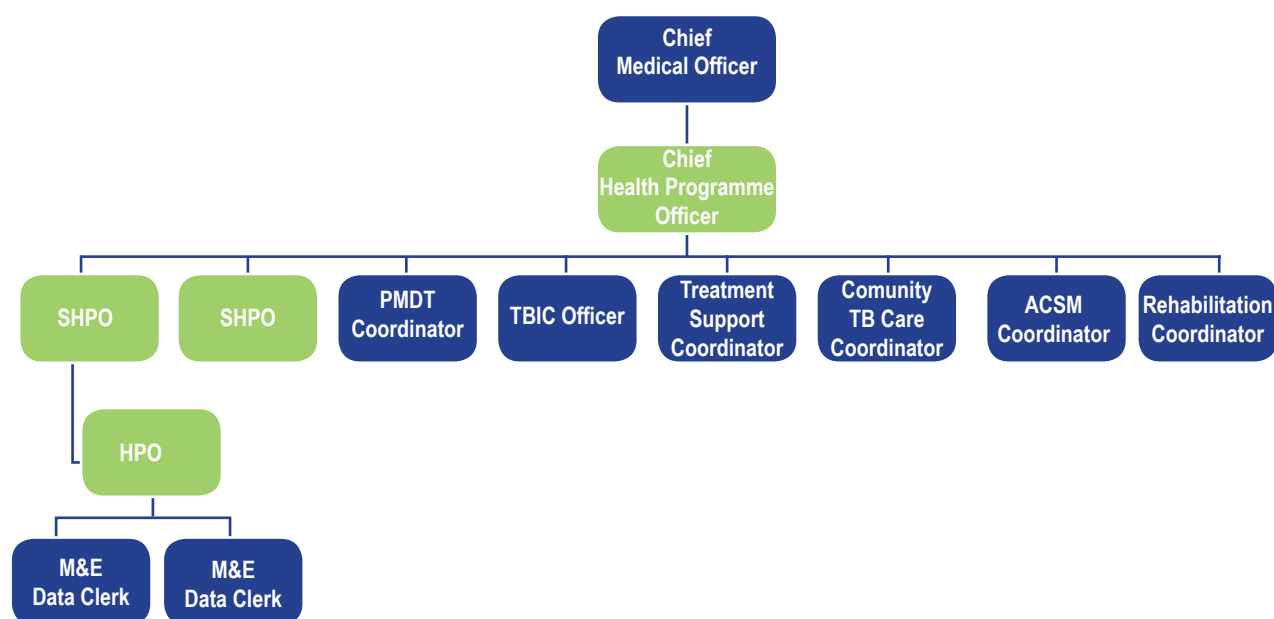 Chief
Medical Officer
Chief
Health Programme
Officer
SHPO
SHPO
PMDT
Coordinator
TBIC Officer
Treatment
Support
Coordinator
Comunity
TB Care
Coordinator
ACSM
Coordinator
Rehabilitation
Coordinator
HPO
M&E
Data Clerk
M&E
Data Clerk